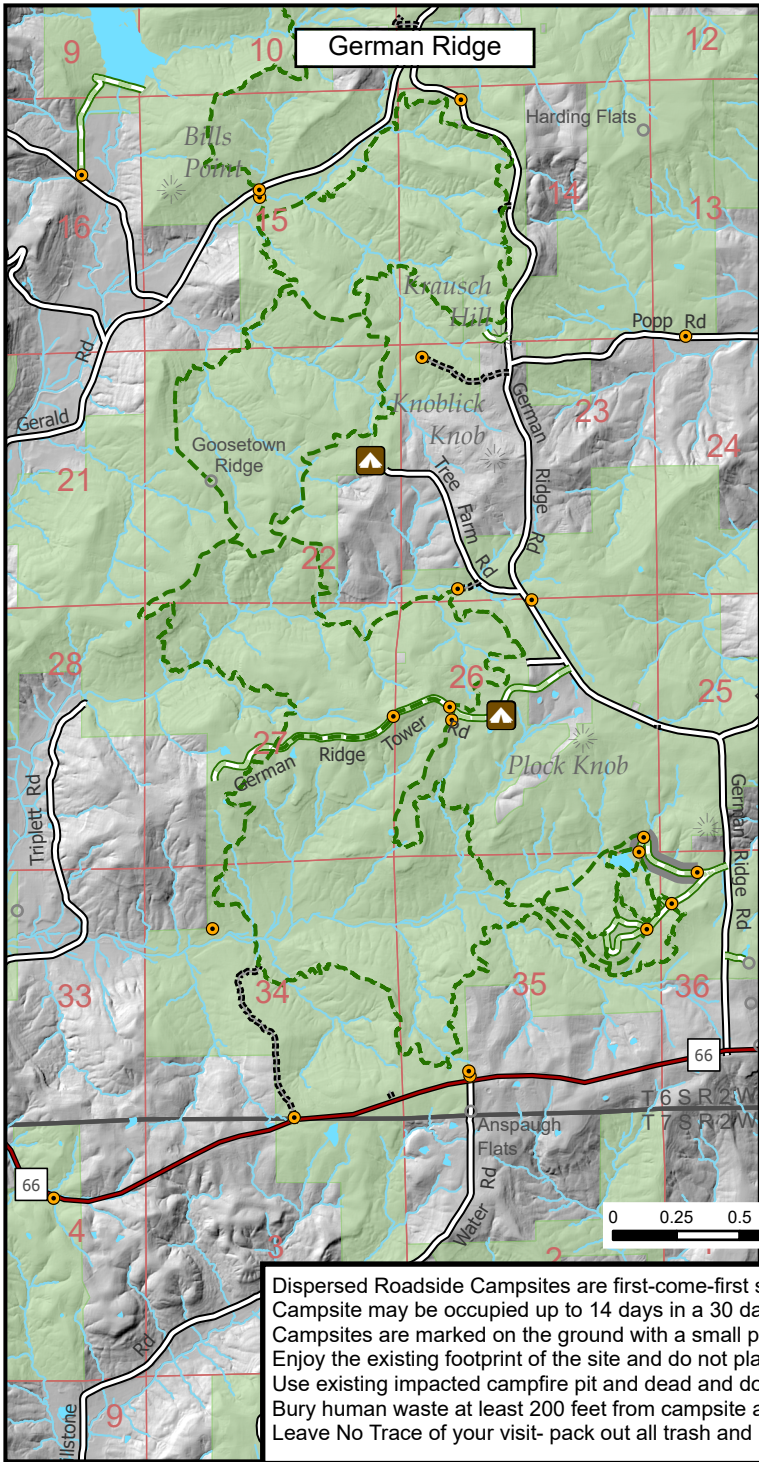 German Ridge
9
10
12
Harding Flats
Bills
Point
14
13
16
15
Krausch
Hill
Popp Rd
Rd
Gerald
German
Ridge
Rd
Knoblick
Knob
23
24
Goosetown
Ridge
21
Tree
Farm
Rd
22
28
26
25
27
German Ridge Tower Rd
Plock Knob
Triplett Rd
German Ridge Rd
33
34
35
36
66
T 6 S R 2 W
T 7 S R 2 W
Anspaugh
Flats
66
Water Rd
4
3
2
0 0.25 0.5
Rd
9
illstone
Dispersed Roadside Campsites are first-come-first s
Campsite may be occupied up to 14 days in a 30 da
Campsites are marked on the ground with a small p
Enjoy the existing footprint of the site and do not pla
Use existing impacted campfire pit and dead and do
Bury human waste at least 200 feet from campsite a
Leave No Trace of your visit- pack out all trash and